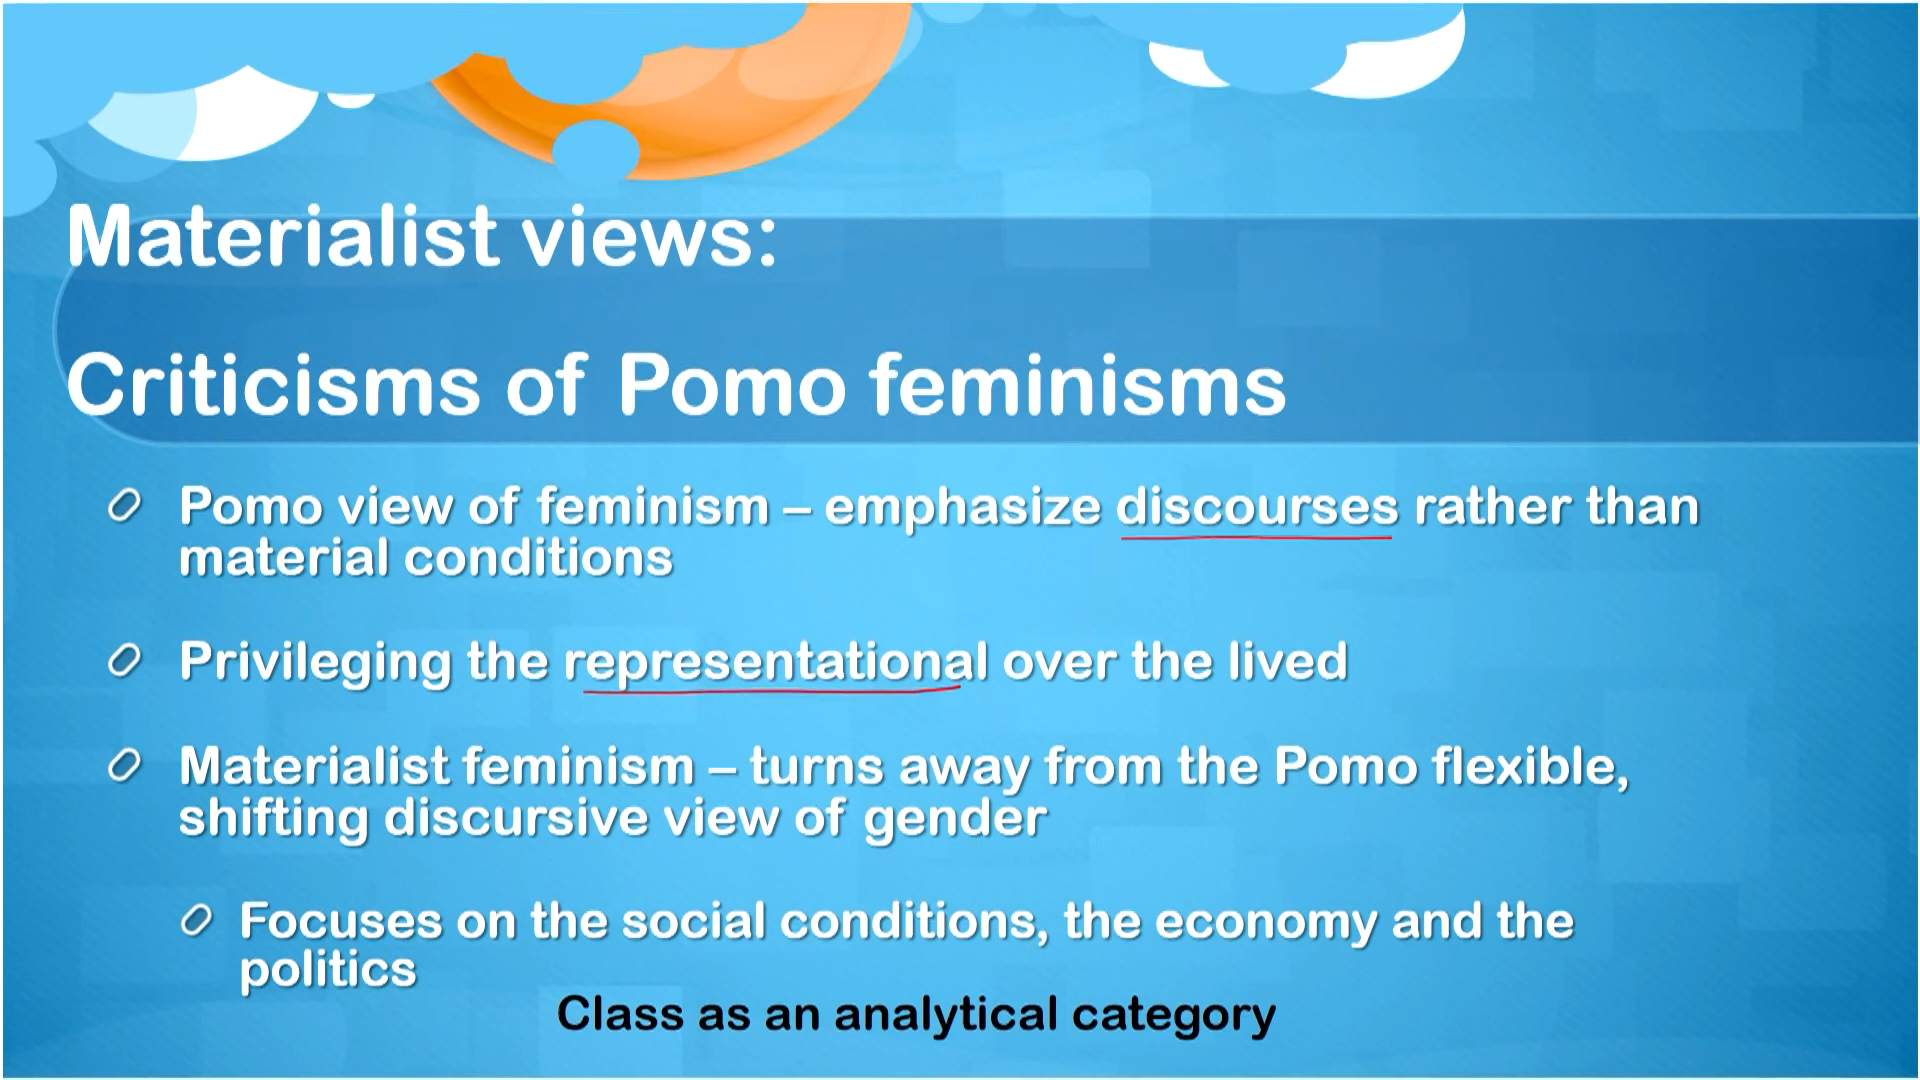 Materialist views:
Criticisms of Pomo feminisms
Pomo view of feminism – emphasize discourses rather than
material conditions
Privileging the representational over the lived
Materialist feminism – turns away from the Pomo flexible,
shifting discursive view of gender
Focuses on the social conditions, the economy and the
politics
Class as an analytical category